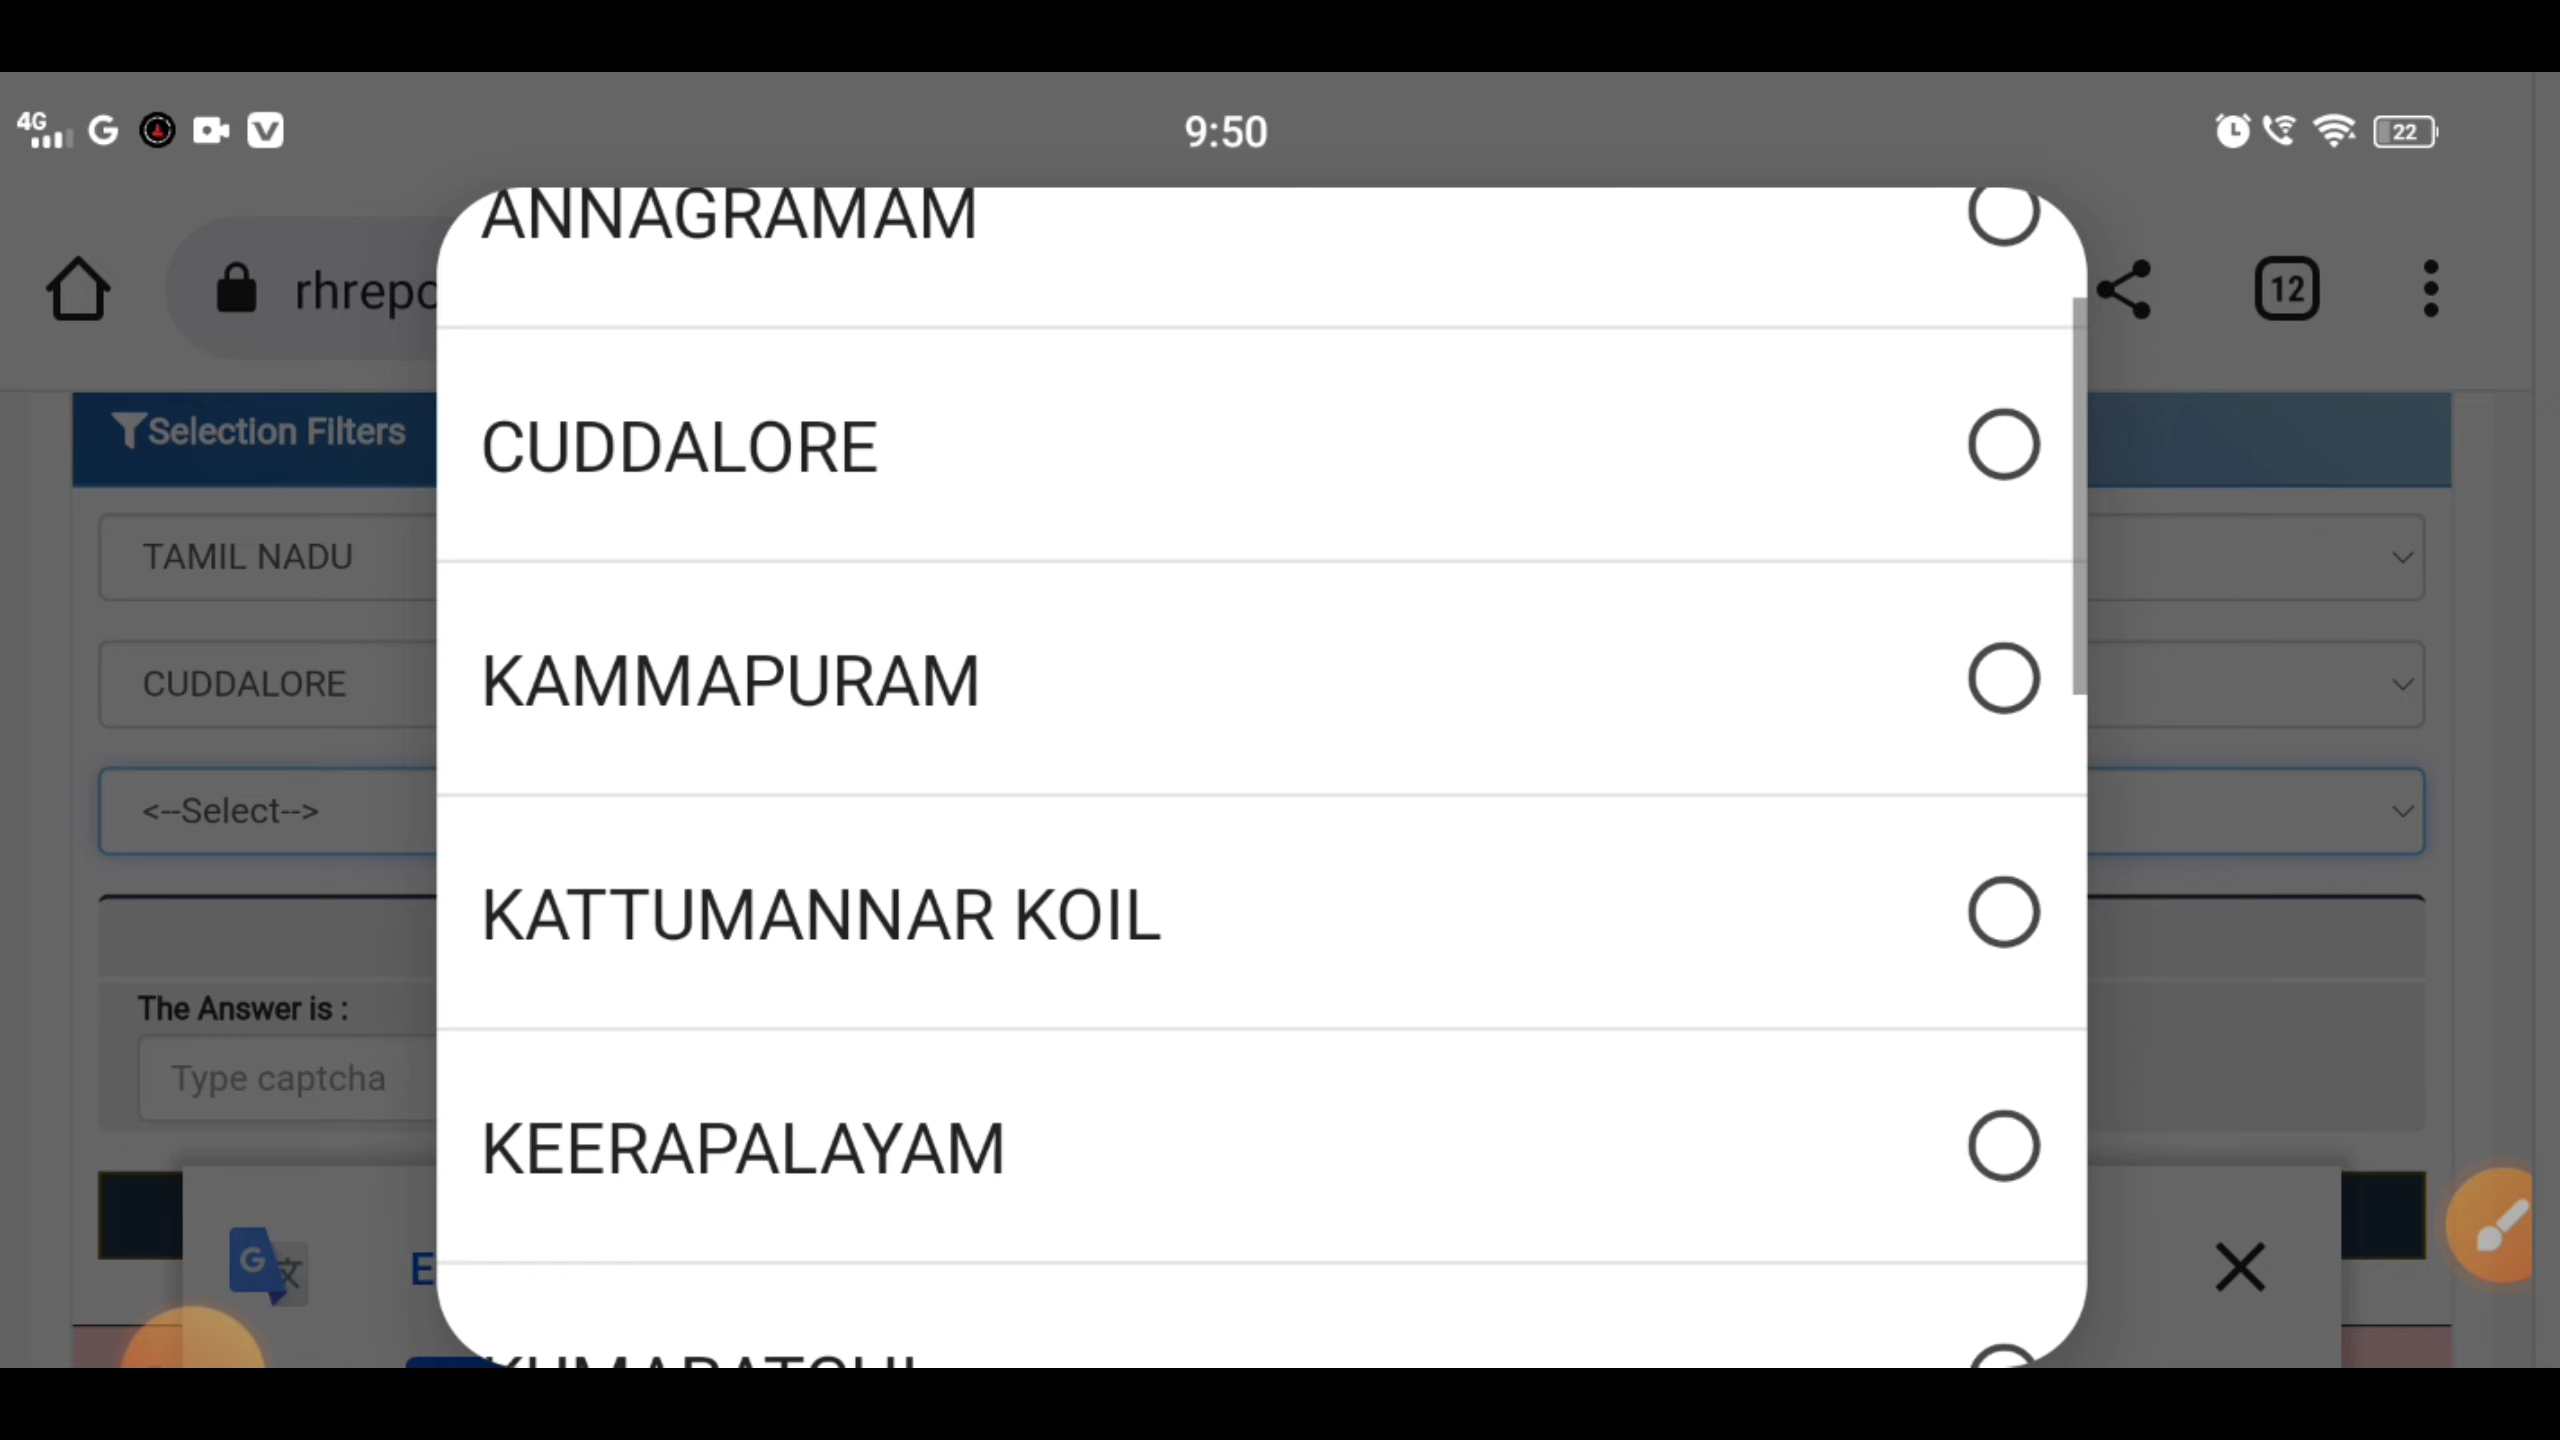 4G
9:50
22
rhrepo
12
Selection Filters
TAMIL NADU
CUDDALORE
<--Select-->
The Answer is :
Type captcha
ANNAGRAMAM
CUDDALORE
KAMMAPURAM
KATTUMANNAR KOIL
KEERAPALAYAM